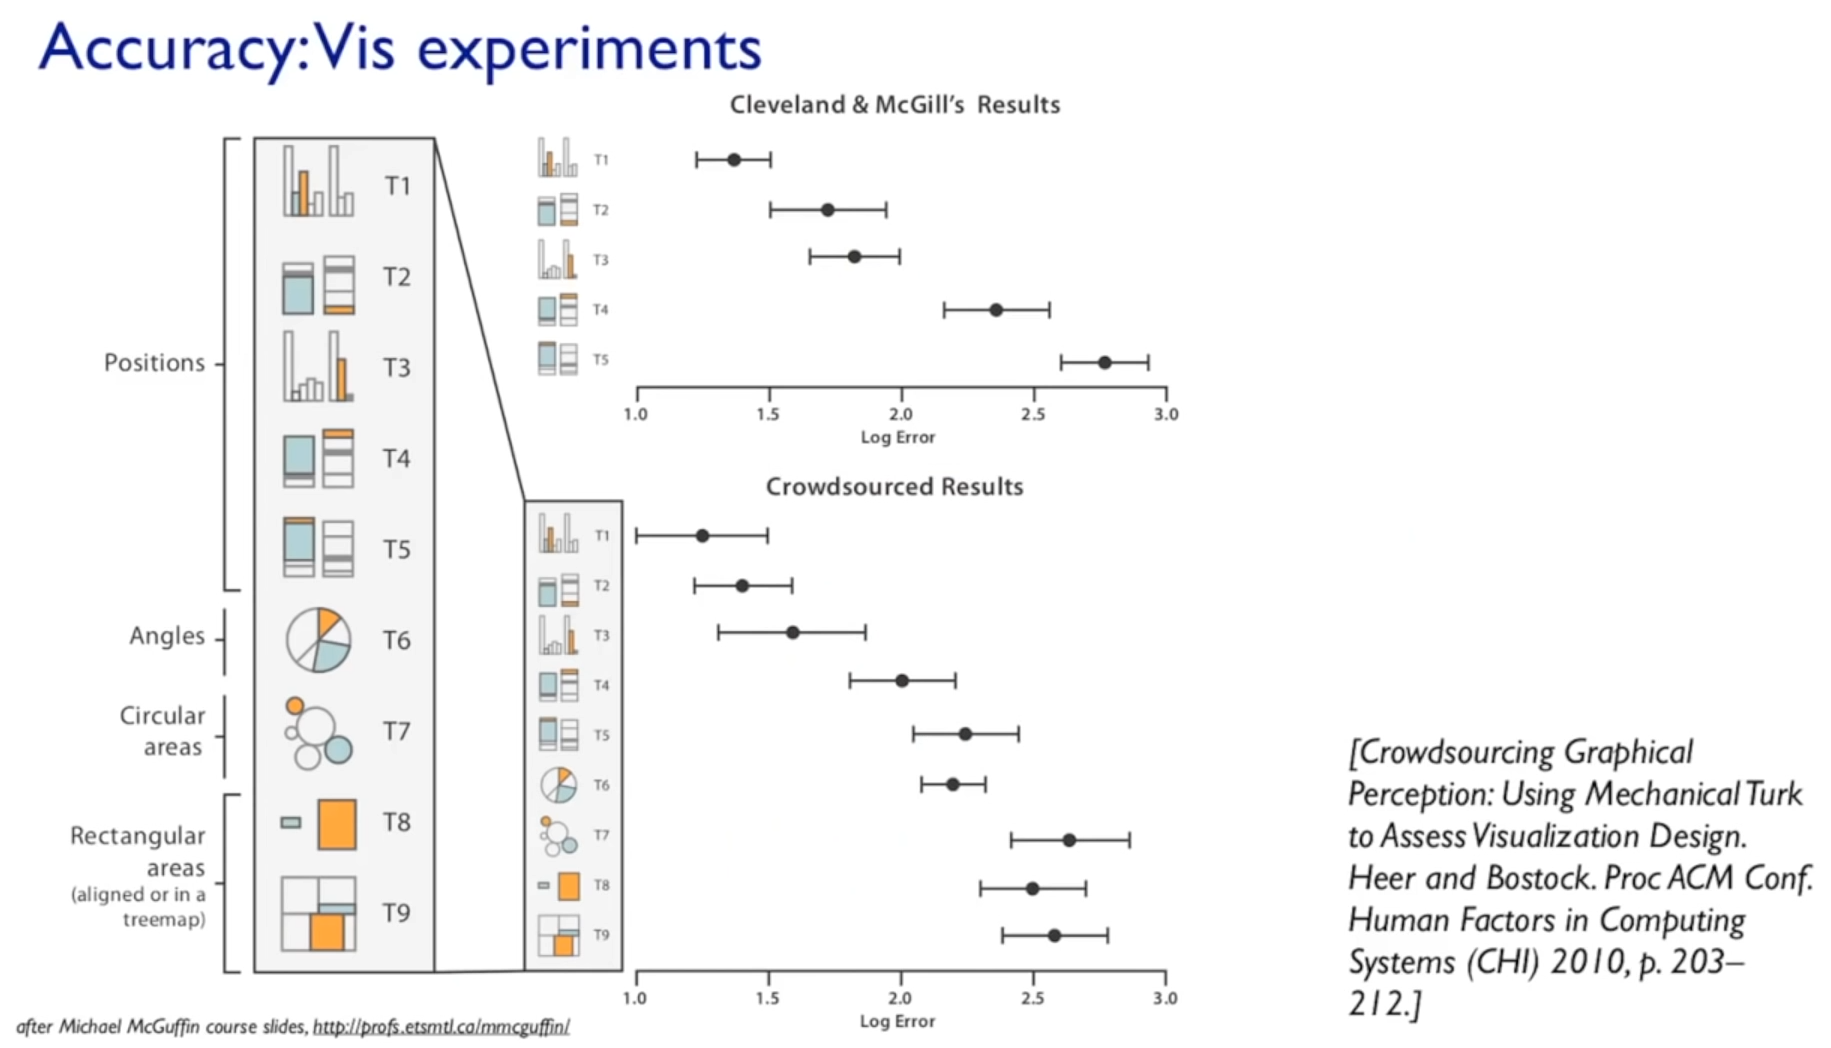 Accuracy: Vis experiments
Positions
Angles
Circular
areas
Rectangular
areas
(aligned or in a
treemap)
T1
T2
T3
T4
T5
T6
T7
T8
T9
Cleveland & McGill's Results
T1
T2
T3
T4
T5
1.0 1.5 2.0 2.5 3.0
Log Error
Crowdsourced Results
T1
T2
T3
T4
T5
T6
T7
T8
T9
1.0 1.5 2.0 2.5 3.0
Log Error
[Crowdsourcing Graphical
Perception: Using Mechanical Turk
to Assess Visualization Design.
Heer and Bostock. Proc ACM Conf.
Human Factors in Computing
Systems (CHI) 2010, p. 203–
212.]
after Michael McGuffin course slides, http://profs.etsmtl.ca/mmcguffin/